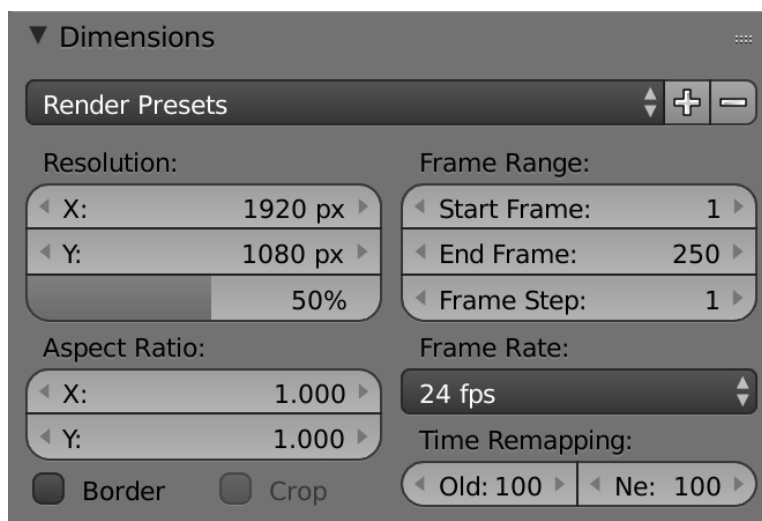 Dimensions
Render Presets
Resolution:
X: 1920 px
Y: 1080 px
50%
Aspect Ratio:
X: 1.000
Y: 1.000
Border Crop
Frame Range:
Start Frame: 1
End Frame: 250
Frame Step: 1
Frame Rate:
24 fps
Time Remapping:
Old: 100 Ne: 100